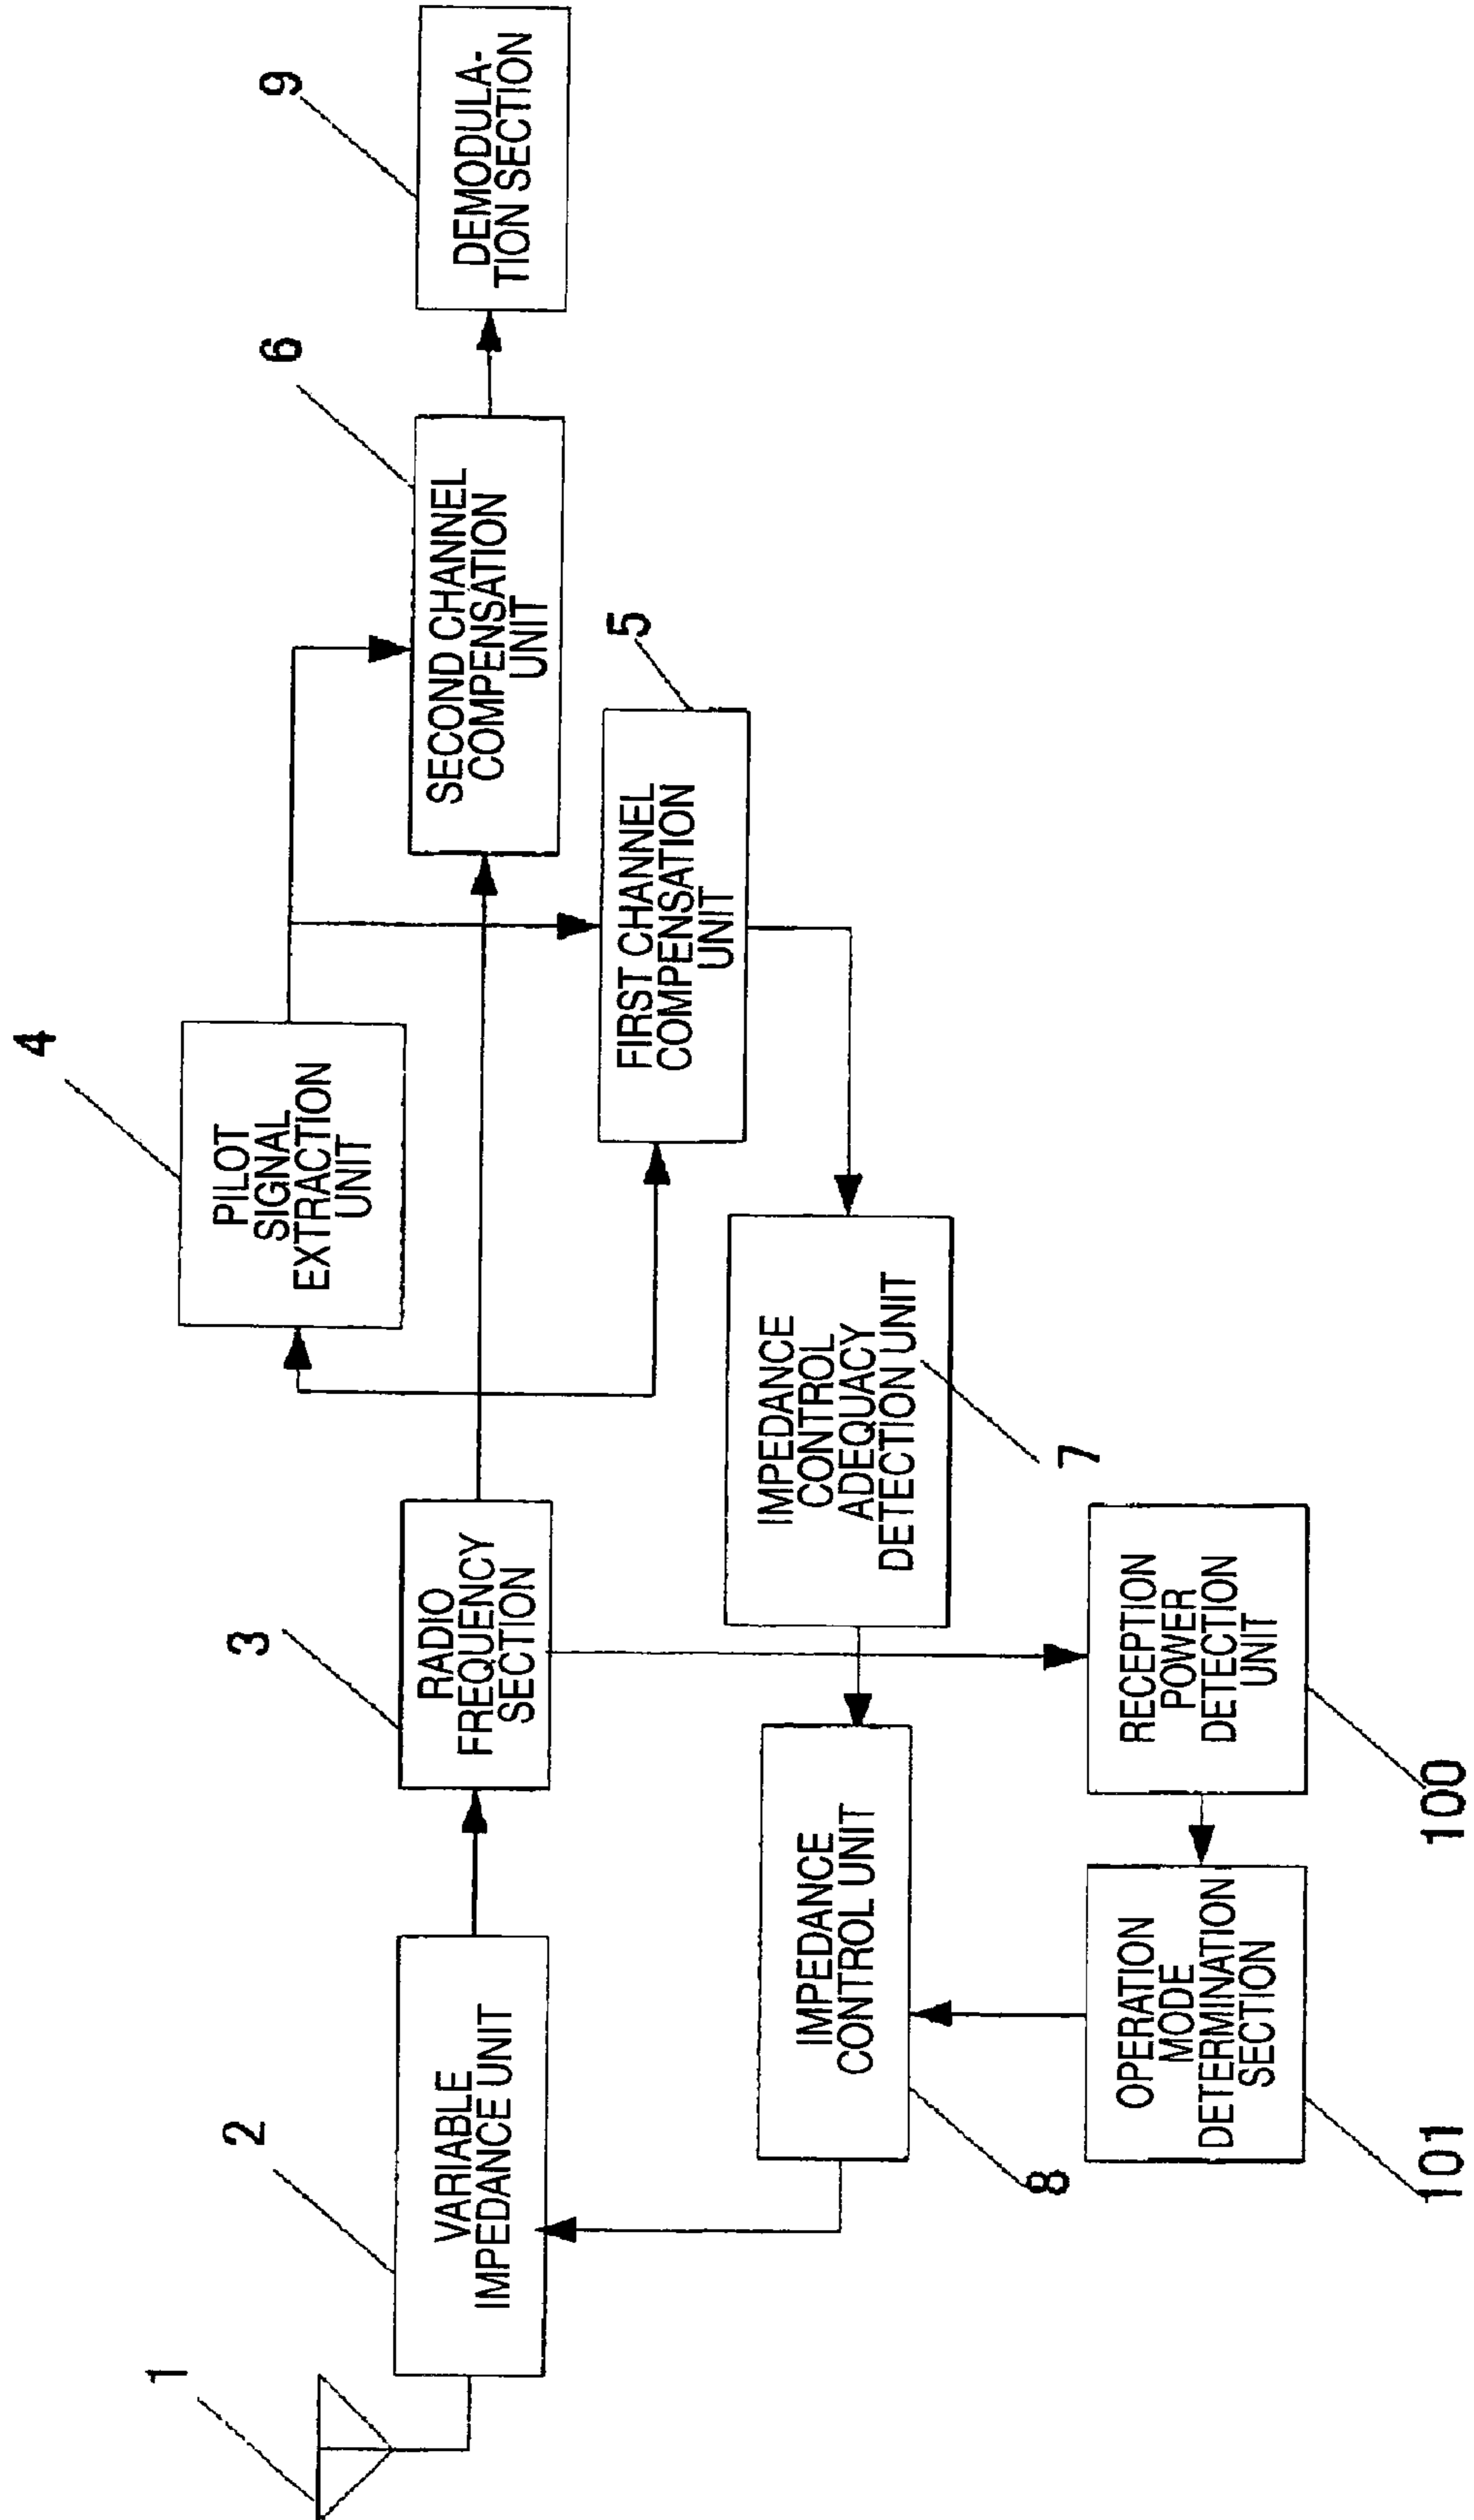 1
2
VARIABLE
IMPEDANCE UNIT
3
RADIO
FREQUENCY
SECTION
4
PILOT
SIGNAL
EXTRACTION
UNIT
6
SECOND CHANNEL
COMPENSATION
UNIT
9
DEMODULA-
TION SECTION
5
FIRST CHANNEL
COMPENSATION
UNIT
IMPEDANCE
CONTROL
ADEQUACY
DETECTION UNIT
7
IMPEDANCE
CONTROL UNIT
8
OPERATION
MODE
DETERMINATION
SECTION
101
RECEPTION
POWER
DETECTION
UNIT
100